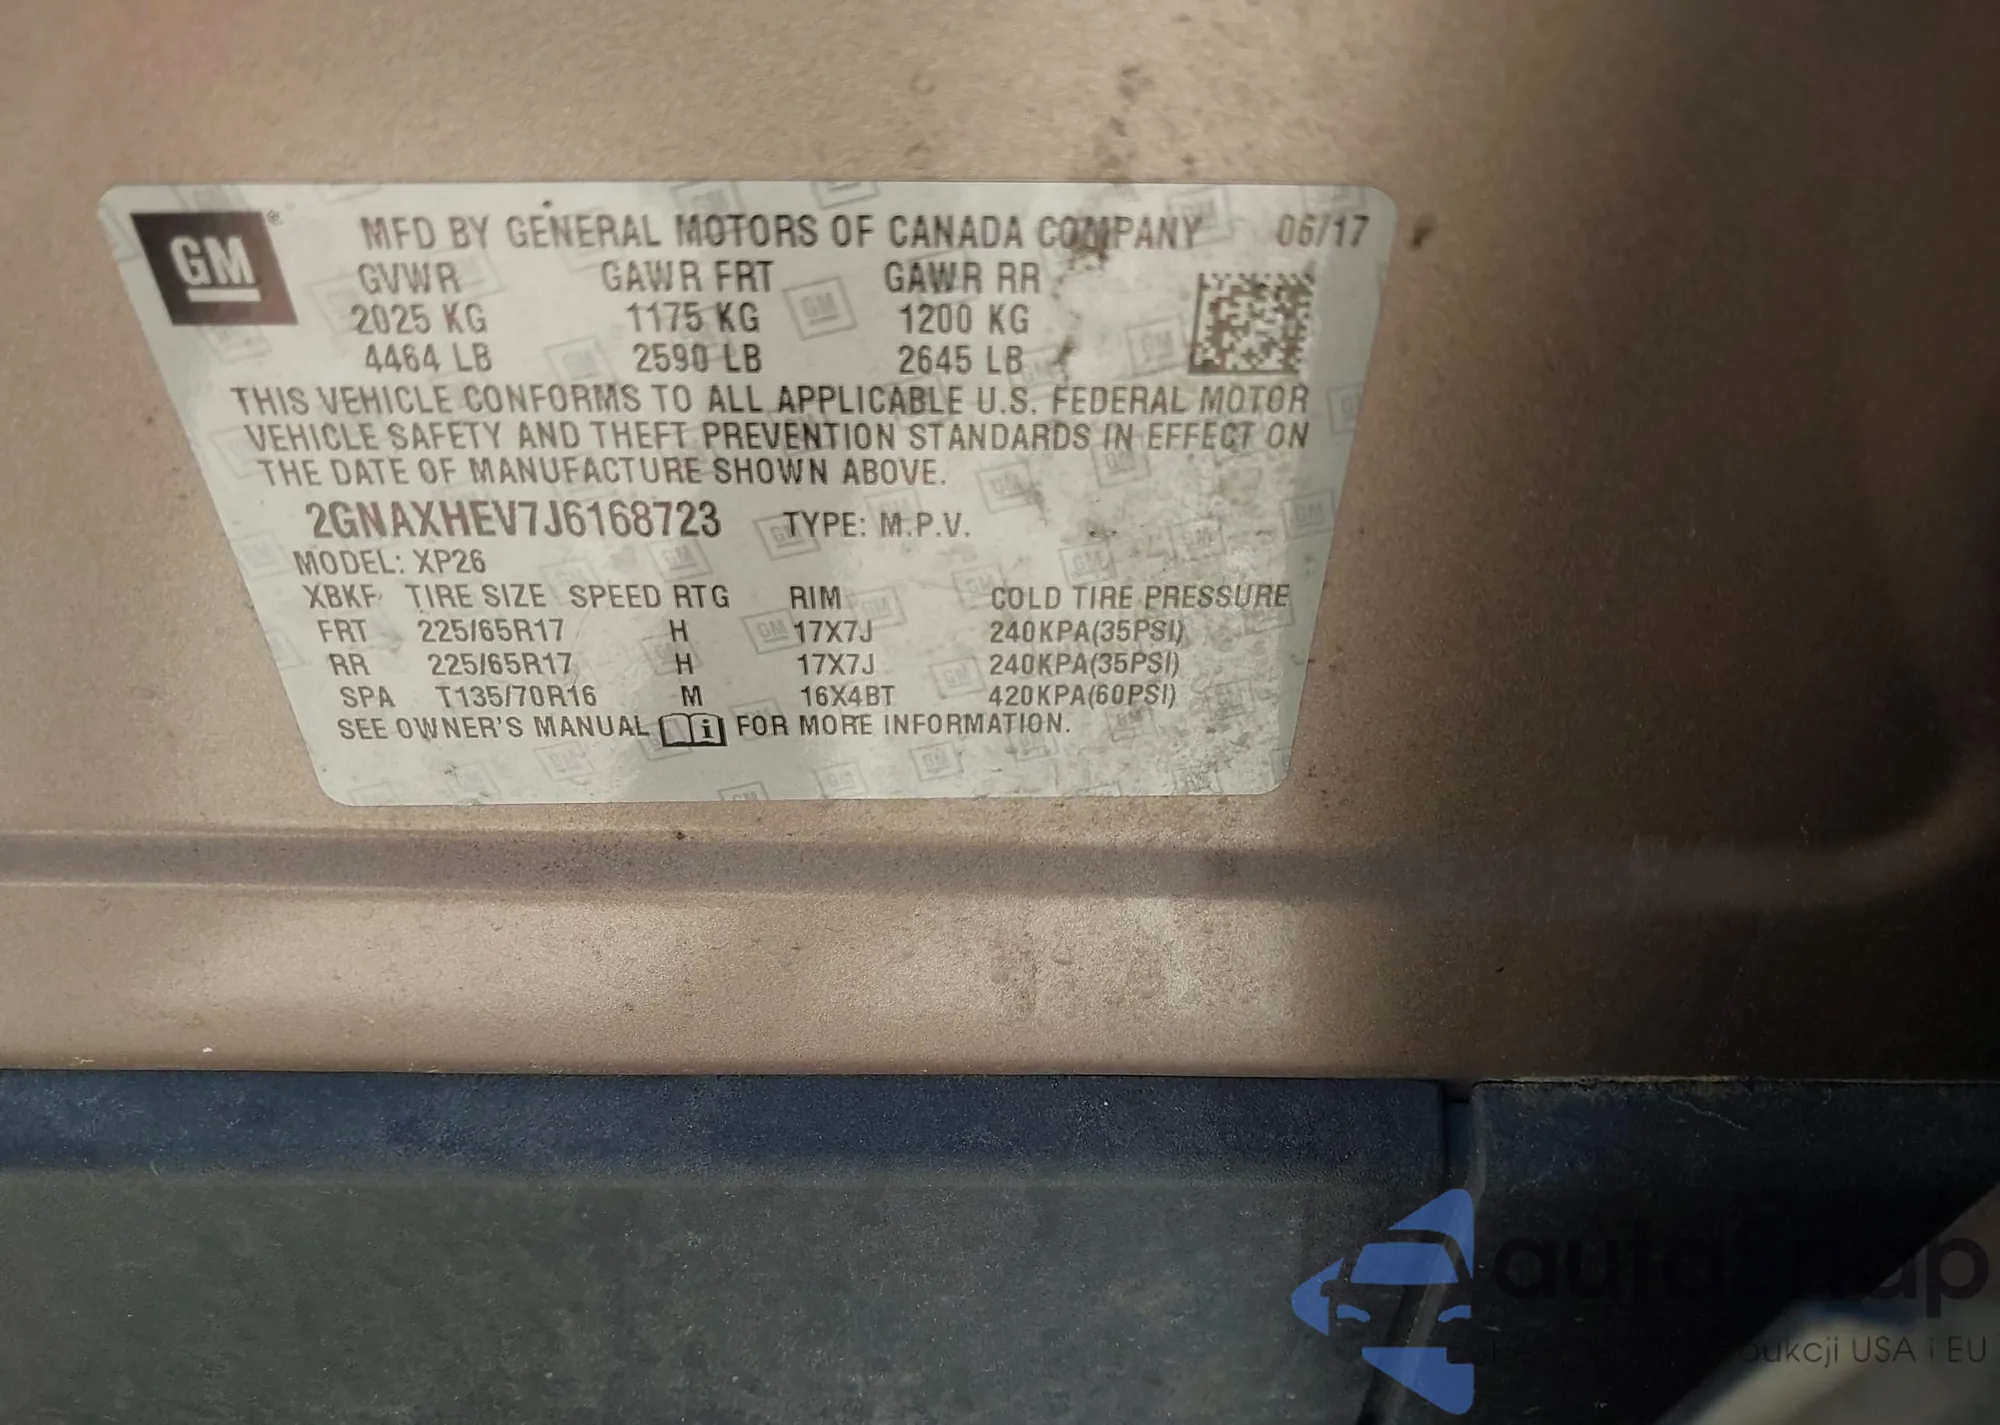 GM ®
MFD BY GENERAL MOTORS OF CANADA COMPANY 06/17
GVWR GAWR FRT GAWR RR
2025 KG 1175 KG 1200 KG
4464 LB 2590 LB 2645 LB
THIS VEHICLE CONFORMS TO ALL APPLICABLE U.S. FEDERAL MOTOR
VEHICLE SAFETY AND THEFT PREVENTION STANDARDS IN EFFECT ON
THE DATE OF MANUFACTURE SHOWN ABOVE.
2GNAXHEV7J6168723 TYPE: M.P.V.
MODEL: XP26
XBKF TIRE SIZE SPEED RTG RIM COLD TIRE PRESSURE
FRT 225/65R17 H 17X7J 240KPA(35PSI)
RR 225/65R17 H 17X7J 240KPA(35PSI)
SPA T135/70R16 M 16X4BT 420KPA(60PSI)
SEE OWNER'S MANUAL i FOR MORE INFORMATION.
autoSnap
USA i EU